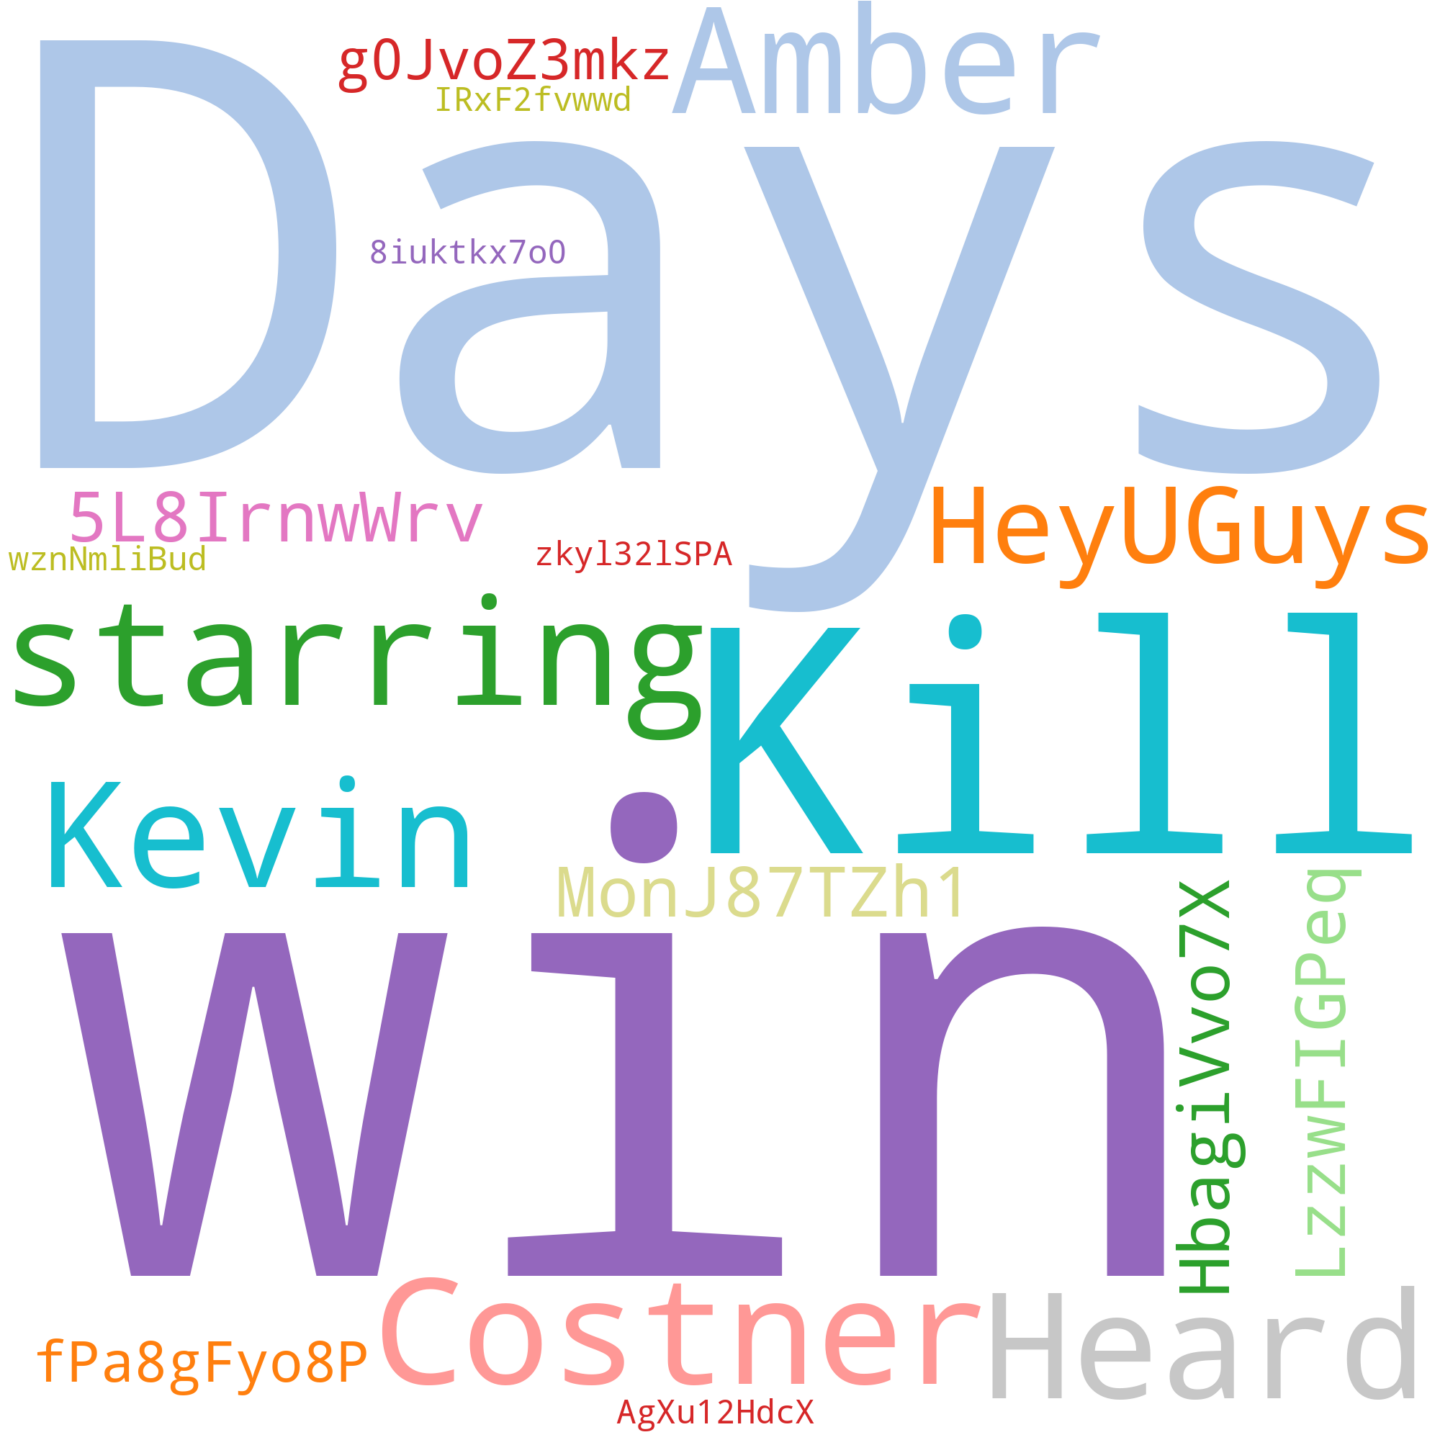 Amber
g0JvoZ3mkz
IRxF2fvwwd
Days
8iuktkx7oO
5L8IrnwWrv
HeyUGuys
wznNmliBud
zkyl32lSPA
starring
Kill
Kevin
MonJ87TZh1
win
HbagiVvo7X
LzzwFIGPeq
Costner
Heard
fPa8gFyo8P
AgXu12HdcX